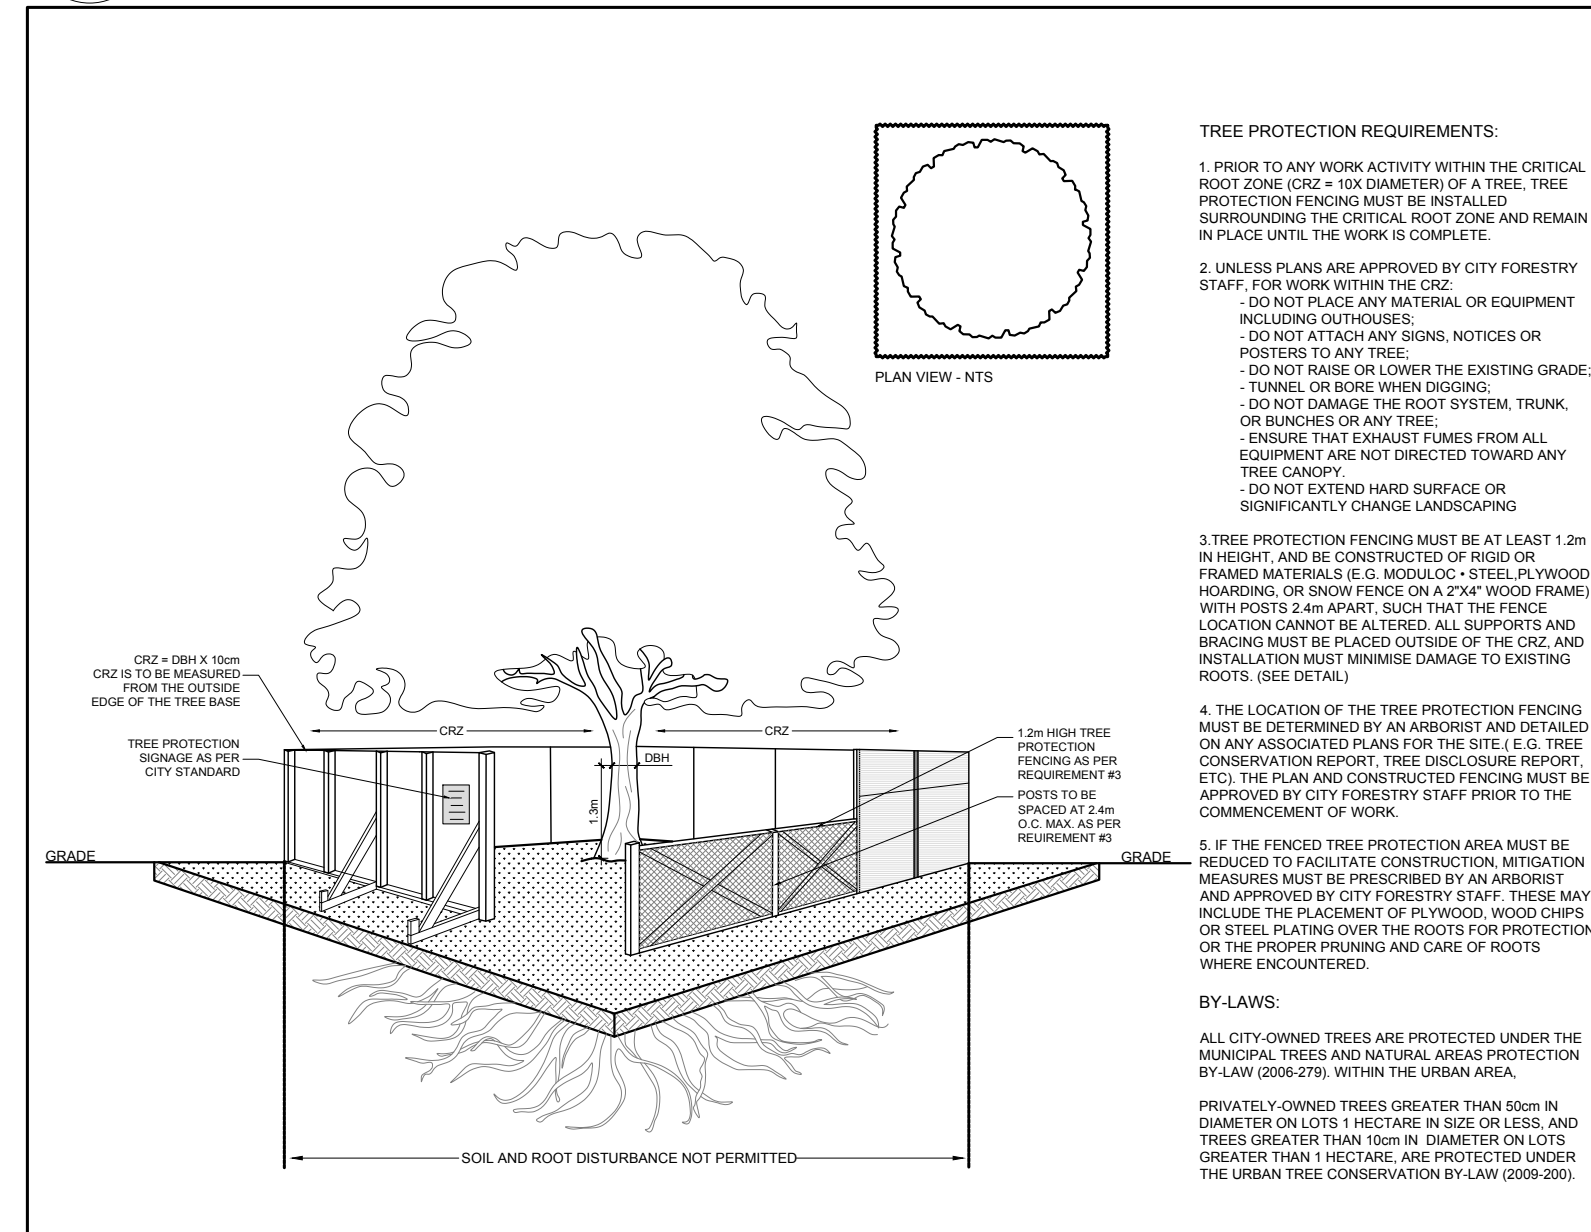 PLAN VIEW - NTS
CRZ = DBH X 10cm
CRZ IS TO BE MEASURED
FROM THE OUTSIDE
EDGE OF THE TREE BASE
TREE PROTECTION
SIGNAGE AS PER
CITY STANDARD
CRZ
CRZ
DBH
1.3m
1.2m HIGH TREE
PROTECTION
FENCING AS PER
REQUIREMENT #3
POSTS TO BE
SPACED AT 2.4m
O.C. MAX. AS PER
REUIREMENT #3
GRADE
GRADE
SOIL AND ROOT DISTURBANCE NOT PERMITTED
TREE PROTECTION REQUIREMENTS:
1. PRIOR TO ANY WORK ACTIVITY WITHIN THE CRITICAL
ROOT ZONE (CRZ = 10X DIAMETER) OF A TREE, TREE
PROTECTION FENCING MUST BE INSTALLED
SURROUNDING THE CRITICAL ROOT ZONE AND REMAIN
IN PLACE UNTIL THE WORK IS COMPLETE.
2. UNLESS PLANS ARE APPROVED BY CITY FORESTRY
STAFF, FOR WORK WITHIN THE CRZ:
- DO NOT PLACE ANY MATERIAL OR EQUIPMENT
INCLUDING OUTHOUSES;
- DO NOT ATTACH ANY SIGNS, NOTICES OR
POSTERS TO ANY TREE;
- DO NOT RAISE OR LOWER THE EXISTING GRADE;
- TUNNEL OR BORE WHEN DIGGING;
- DO NOT DAMAGE THE ROOT SYSTEM, TRUNK,
OR BUNCHES OR ANY TREE;
- ENSURE THAT EXHAUST FUMES FROM ALL
EQUIPMENT ARE NOT DIRECTED TOWARD ANY
TREE CANOPY.
- DO NOT EXTEND HARD SURFACE OR
SIGNIFICANTLY CHANGE LANDSCAPING
3.TREE PROTECTION FENCING MUST BE AT LEAST 1.2m
IN HEIGHT, AND BE CONSTRUCTED OF RIGID OR
FRAMED MATERIALS (E.G. MODULOC • STEEL,PLYWOOD
HOARDING, OR SNOW FENCE ON A 2"X4" WOOD FRAME)
WITH POSTS 2.4m APART, SUCH THAT THE FENCE
LOCATION CANNOT BE ALTERED. ALL SUPPORTS AND
BRACING MUST BE PLACED OUTSIDE OF THE CRZ, AND
INSTALLATION MUST MINIMISE DAMAGE TO EXISTING
ROOTS. (SEE DETAIL)
4. THE LOCATION OF THE TREE PROTECTION FENCING
MUST BE DETERMINED BY AN ARBORIST AND DETAILED
ON ANY ASSOCIATED PLANS FOR THE SITE.( E.G. TREE
CONSERVATION REPORT, TREE DISCLOSURE REPORT,
ETC). THE PLAN AND CONSTRUCTED FENCING MUST BE
APPROVED BY CITY FORESTRY STAFF PRIOR TO THE
COMMENCEMENT OF WORK.
5. IF THE FENCED TREE PROTECTION AREA MUST BE
REDUCED TO FACILITATE CONSTRUCTION, MITIGATION
MEASURES MUST BE PRESCRIBED BY AN ARBORIST
AND APPROVED BY CITY FORESTRY STAFF. THESE MAY
INCLUDE THE PLACEMENT OF PLYWOOD, WOOD CHIPS
OR STEEL PLATING OVER THE ROOTS FOR PROTECTION
OR THE PROPER PRUNING AND CARE OF ROOTS
WHERE ENCOUNTERED.
BY-LAWS:
ALL CITY-OWNED TREES ARE PROTECTED UNDER THE
MUNICIPAL TREES AND NATURAL AREAS PROTECTION
BY-LAW (2006-279). WITHIN THE URBAN AREA,
PRIVATELY-OWNED TREES GREATER THAN 50cm IN
DIAMETER ON LOTS 1 HECTARE IN SIZE OR LESS, AND
TREES GREATER THAN 10cm IN DIAMETER ON LOTS
GREATER THAN 1 HECTARE, ARE PROTECTED UNDER
THE URBAN TREE CONSERVATION BY-LAW (2009-200).